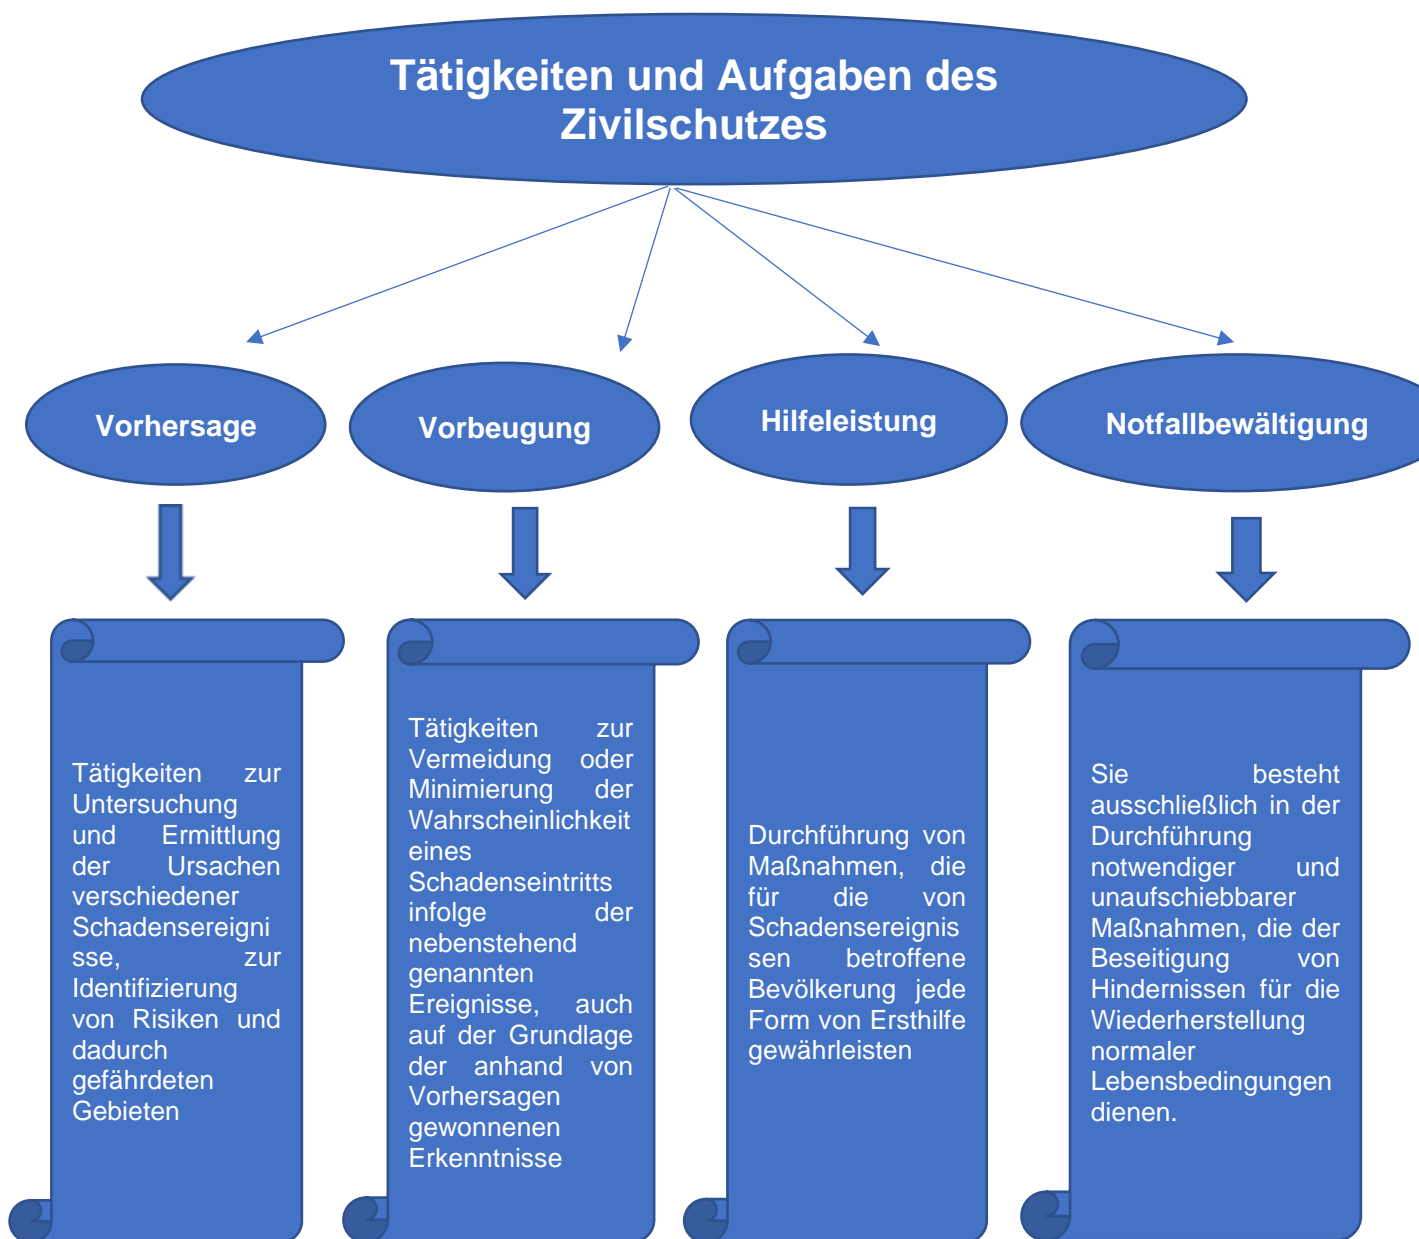 Tätigkeiten und Aufgaben des
Zivilschutzes
Vorhersage
Vorbeugung
Hilfeleistung
Notfallbewältigung
Tätigkeiten zur
Untersuchung
und Ermittlung
der Ursachen
verschiedener
Schadensereigni
sse, zur
Identifizierung
von Risiken und
dadurch
gefährdeten
Gebieten
Tätigkeiten zur
Vermeidung oder
Minimierung der
Wahrscheinlichkeit
eines
Schadenseintritts
infolge der
nebenstehend
genannten
Ereignisse, auch
auf der Grundlage
der anhand von
Vorhersagen
gewonnenen
Erkenntnisse
Durchführung von
Maßnahmen, die
für die von
Schadensereignis
sen betroffene
Bevölkerung jede
Form von Ersthilfe
gewährleisten
Sie besteht
ausschließlich in der
Durchführung
notwendiger und
unaufschiebbarer
Maßnahmen, die der
Beseitigung von
Hindernissen für die
Wiederherstellung
normaler
Lebensbedingungen
dienen.